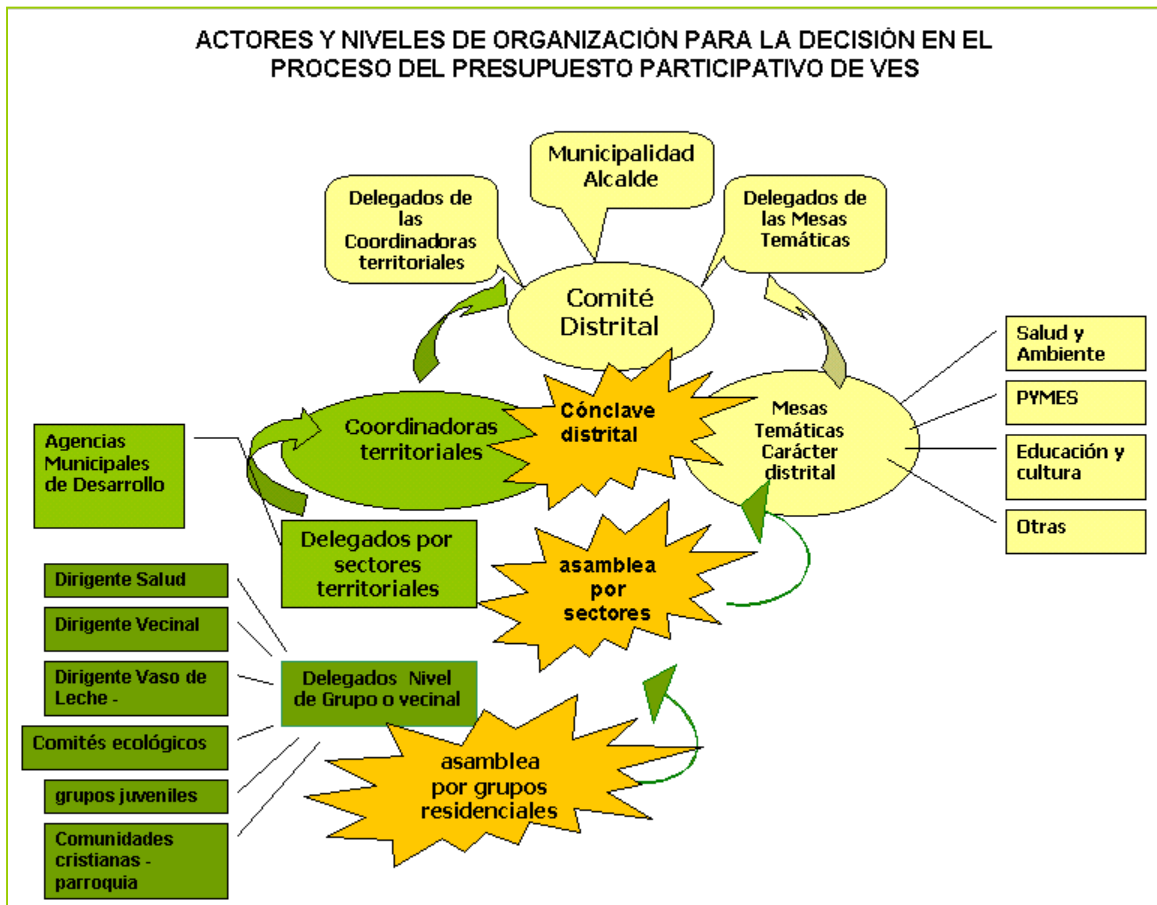 ACTORES Y NIVELES DE ORGANIZACIÓN PARA LA DECISIÓN EN EL
PROCESO DEL PRESUPUESTO PARTICIPATIVO DE VES
Municipalidad
Alcalde
Delegados de
las
Coordinadoras
territoriales
Delegados de
las Mesas
Temáticas
Comité
Distrital
Salud y
Ambiente
PYMES
Educación y
cultura
Otras
Cónclave
distrital
Mesas
Temáticas
Carácter
distrital
Coordinadoras
territoriales
Agencias
Municipales
de Desarrollo
Delegados por
sectores
territoriales
asamblea
por
sectores
Dirigente Salud
Dirigente Vecinal
Dirigente Vaso de
Leche -
Comités ecológicos
grupos juveniles
Comunidades
cristianas -
parroquia
Delegados Nivel
de Grupo o vecinal
asamblea
por grupos
residenciales